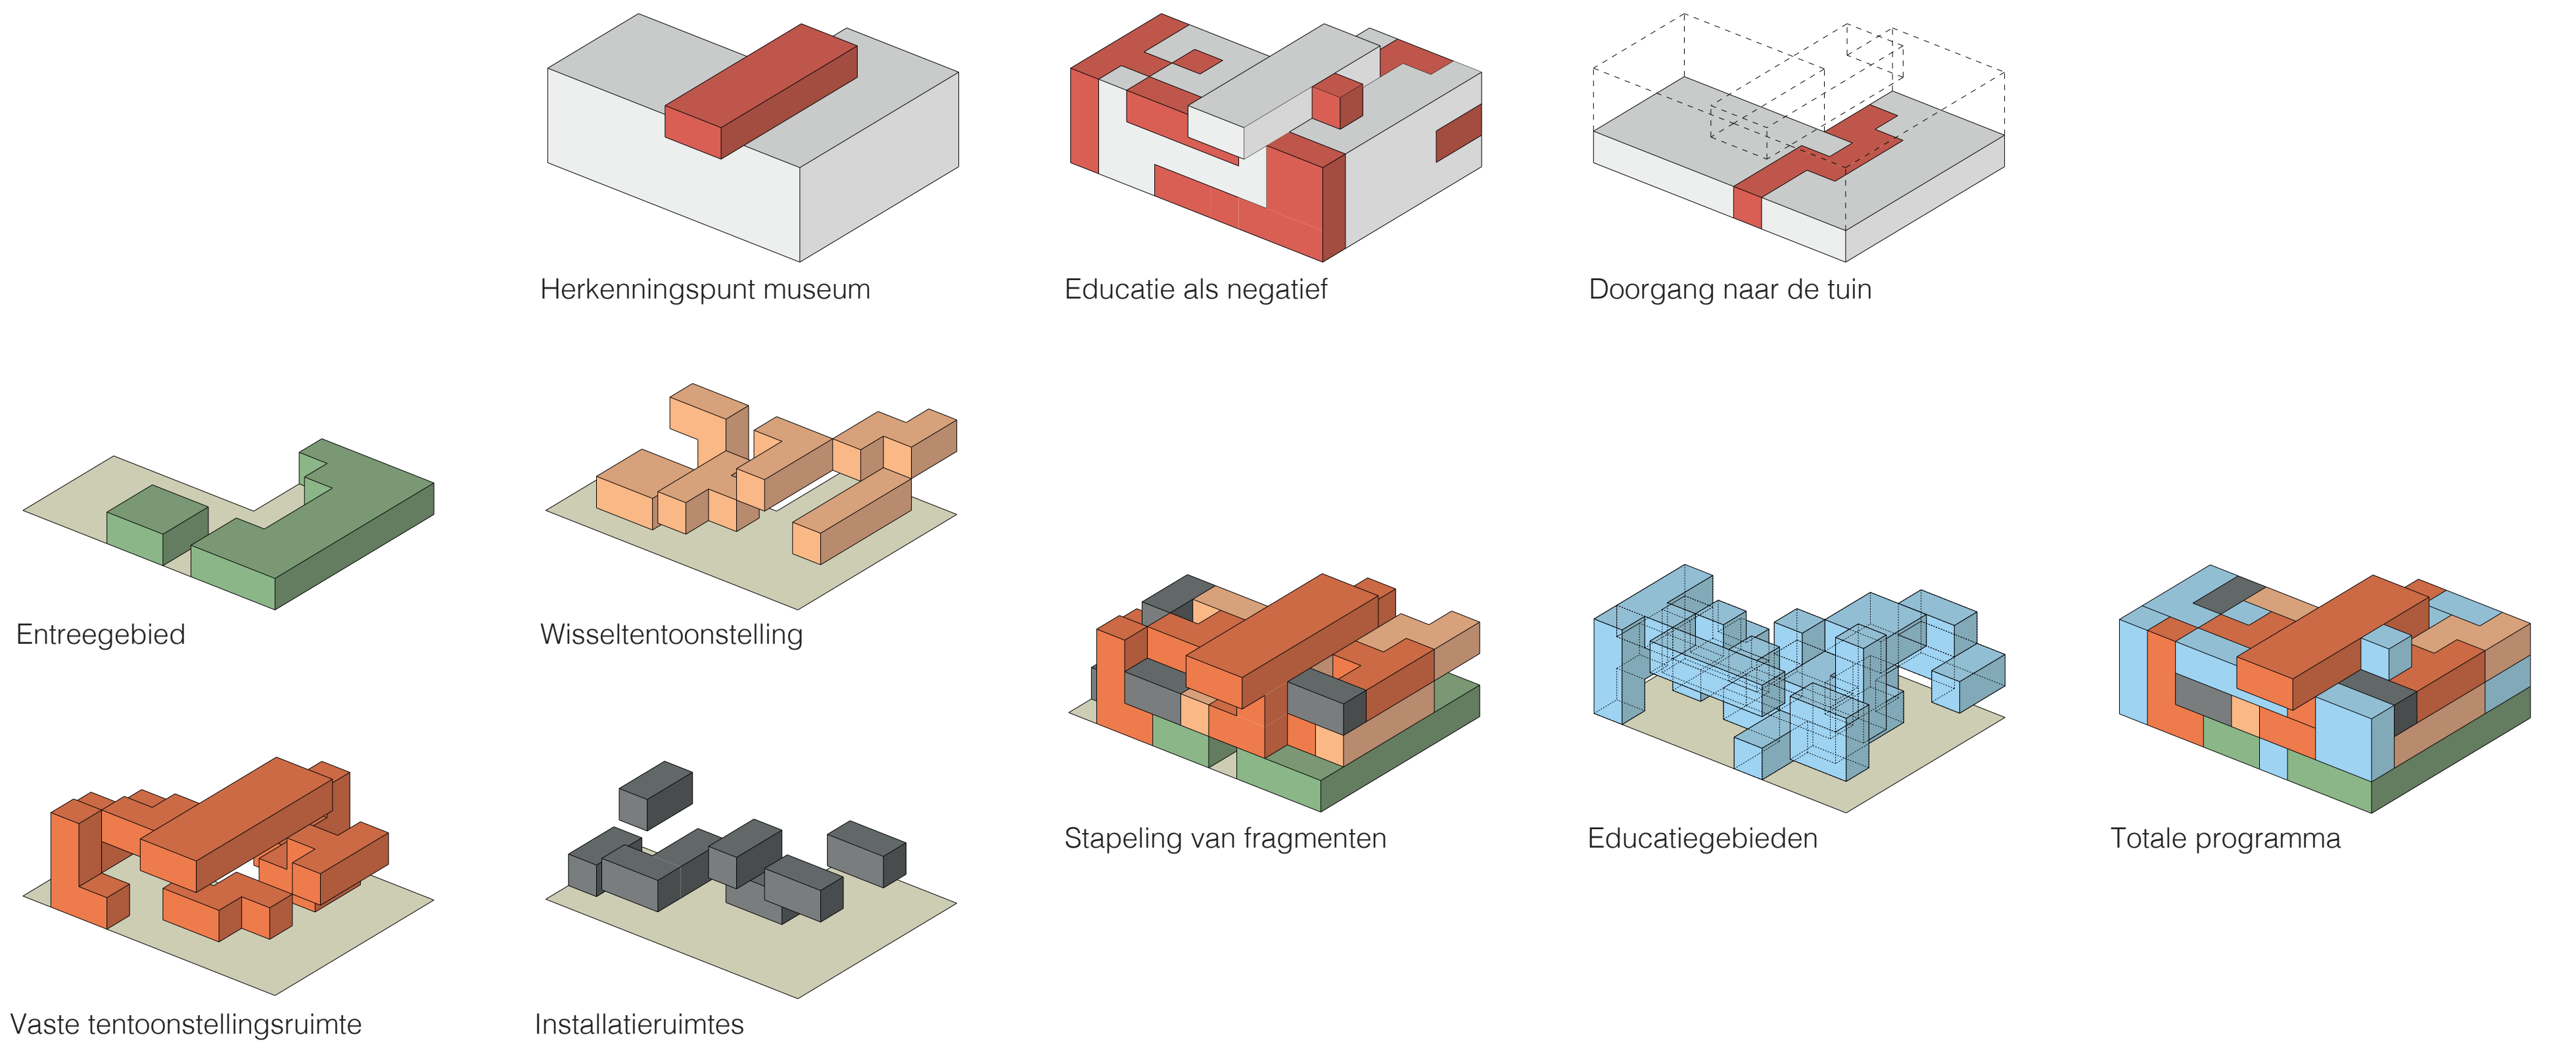 Herkenningspunt museum
Educatie als negatief
Doorgang naar de tuin
Entreegebied
Wisseltentoonstelling
Stapeling van fragmenten
Educatiegebieden
Totale programma
Vaste tentoonstellingsruimte
Installatieruimtes